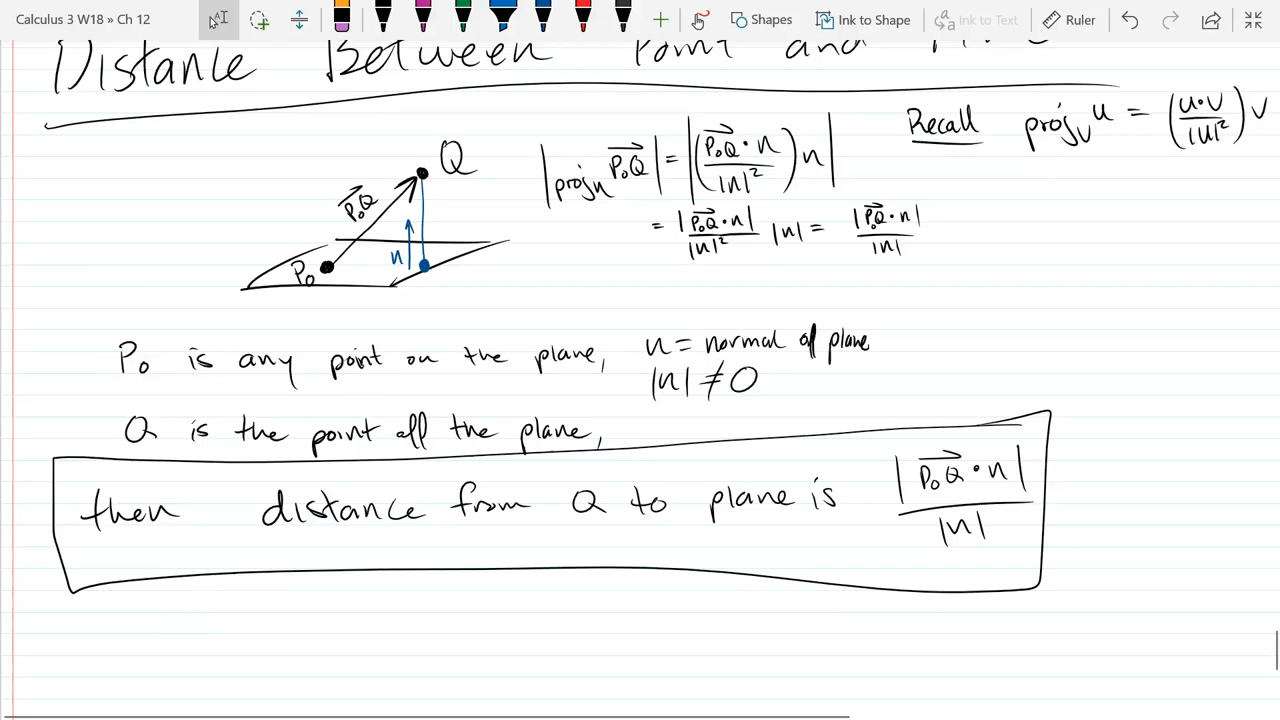 Calculus 3 W18 » Ch 12
Shapes
Ink to Shape
Ink to Text
Ruler
Distance Between Point and
Recall proj_v u = (u·v/|u|²) v
Q
P₀Q
n
P₀
|proj_n P₀Q| = |(P₀Q · n/|n|²) n|
= |P₀Q · n|/|n|² |n| = |P₀Q · n|/|n|
P₀ is any point on the plane, n = normal of plane
|n| ≠ 0
Q is the point off the plane,
then distance from Q to plane is |P₀Q · n|/|n|